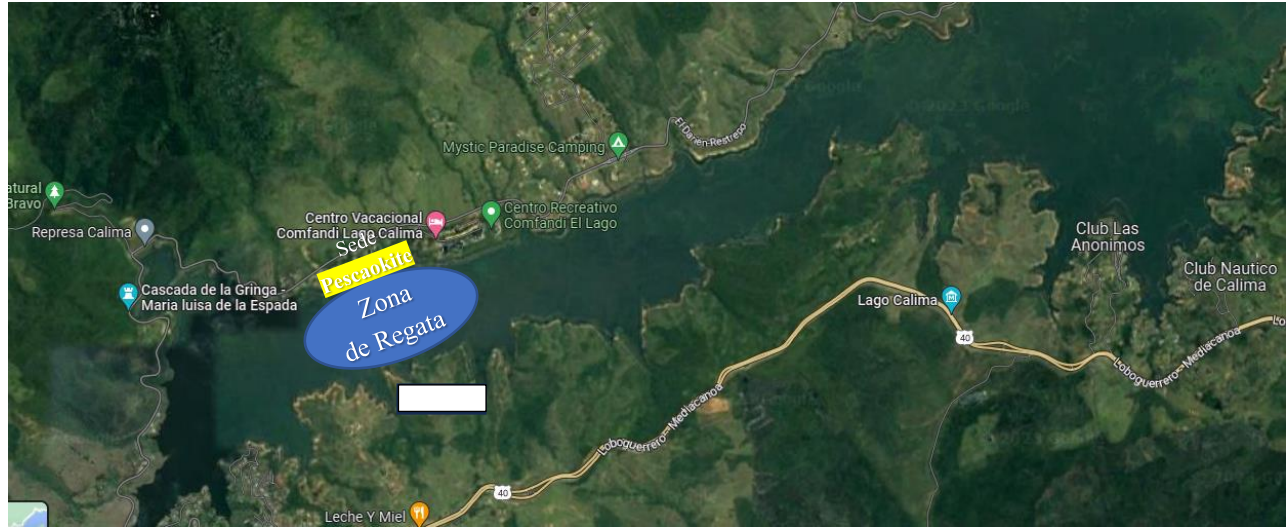 Mystic Paradise Camping
El Darién-Restrepo
atural
Bravo
Represa Calima
Centro Vacacional
Comfandi Lago Calima
Centro Recreativo
Comfandi El Lago
Sede
Pescaokite
Zona
de Regata
Cascada de la Gringa -
Maria luisa de la Espada
Club Las
Anonimos
Club Nautico
de Calima
Lago Calima
40
Loboguerrero - Mediacanoa
Lo
Loboguerrero - Mediacanoa
40
Leche Y Miel